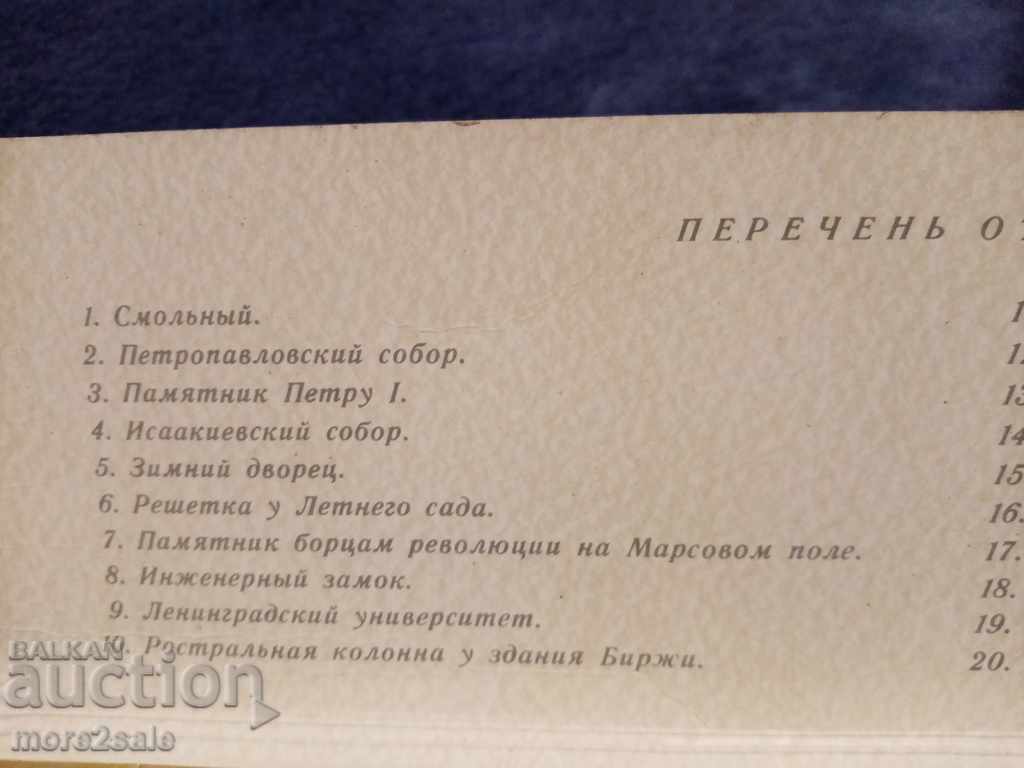 ПЕРЕЧЕНЬ
1. Смольный.
2. Петропавловский собор.
3. Памятник Петру I.
4. Исаакиевский собор.
5. Зимний дворец.
6. Решетка у Летнего сада.
7. Памятник борцам революции на Марсовом поле.
8. Инженерный замок.
9. Ленинградский университет.
10. Ростральная колонна у здания Биржи.
13
14
15
16.
17.
18.
19.
20.
BALKAN
auction
more2sale